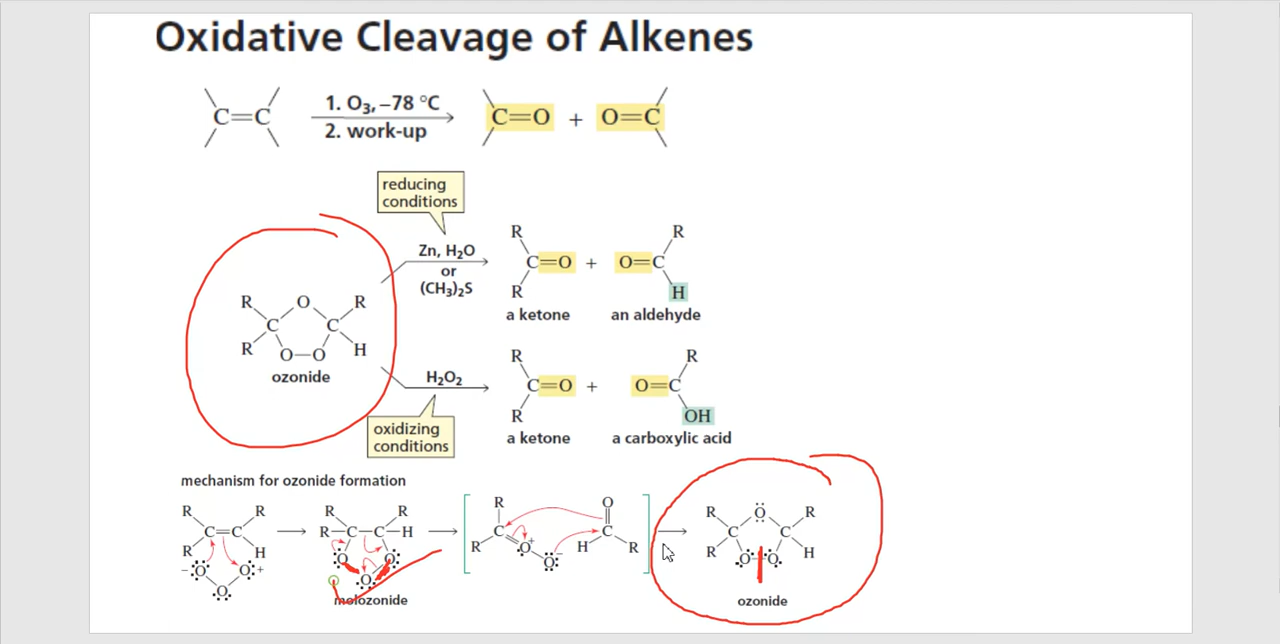 Oxidative Cleavage of Alkenes
C=C
1. O₃, –78 °C
2. work-up
C=O + O=C
reducing
conditions
Zn, H₂O
or
(CH₃)₂S
R
R
C=O + O=C
R
H
a ketone
an aldehyde
R O R
C C
R O–O H
ozonide
H₂O₂
oxidizing
conditions
R
R
C=O + O=C
R
OH
a ketone
a carboxylic acid
mechanism for ozonide formation
R R
C=C
R H
–:O: :O:+
:O:
R R
R–C–C–H
:O: :O:
:O:
molozonide
R O
C C
R O+ H R
:O:–
R O R
C C
R :O–O: H
ozonide